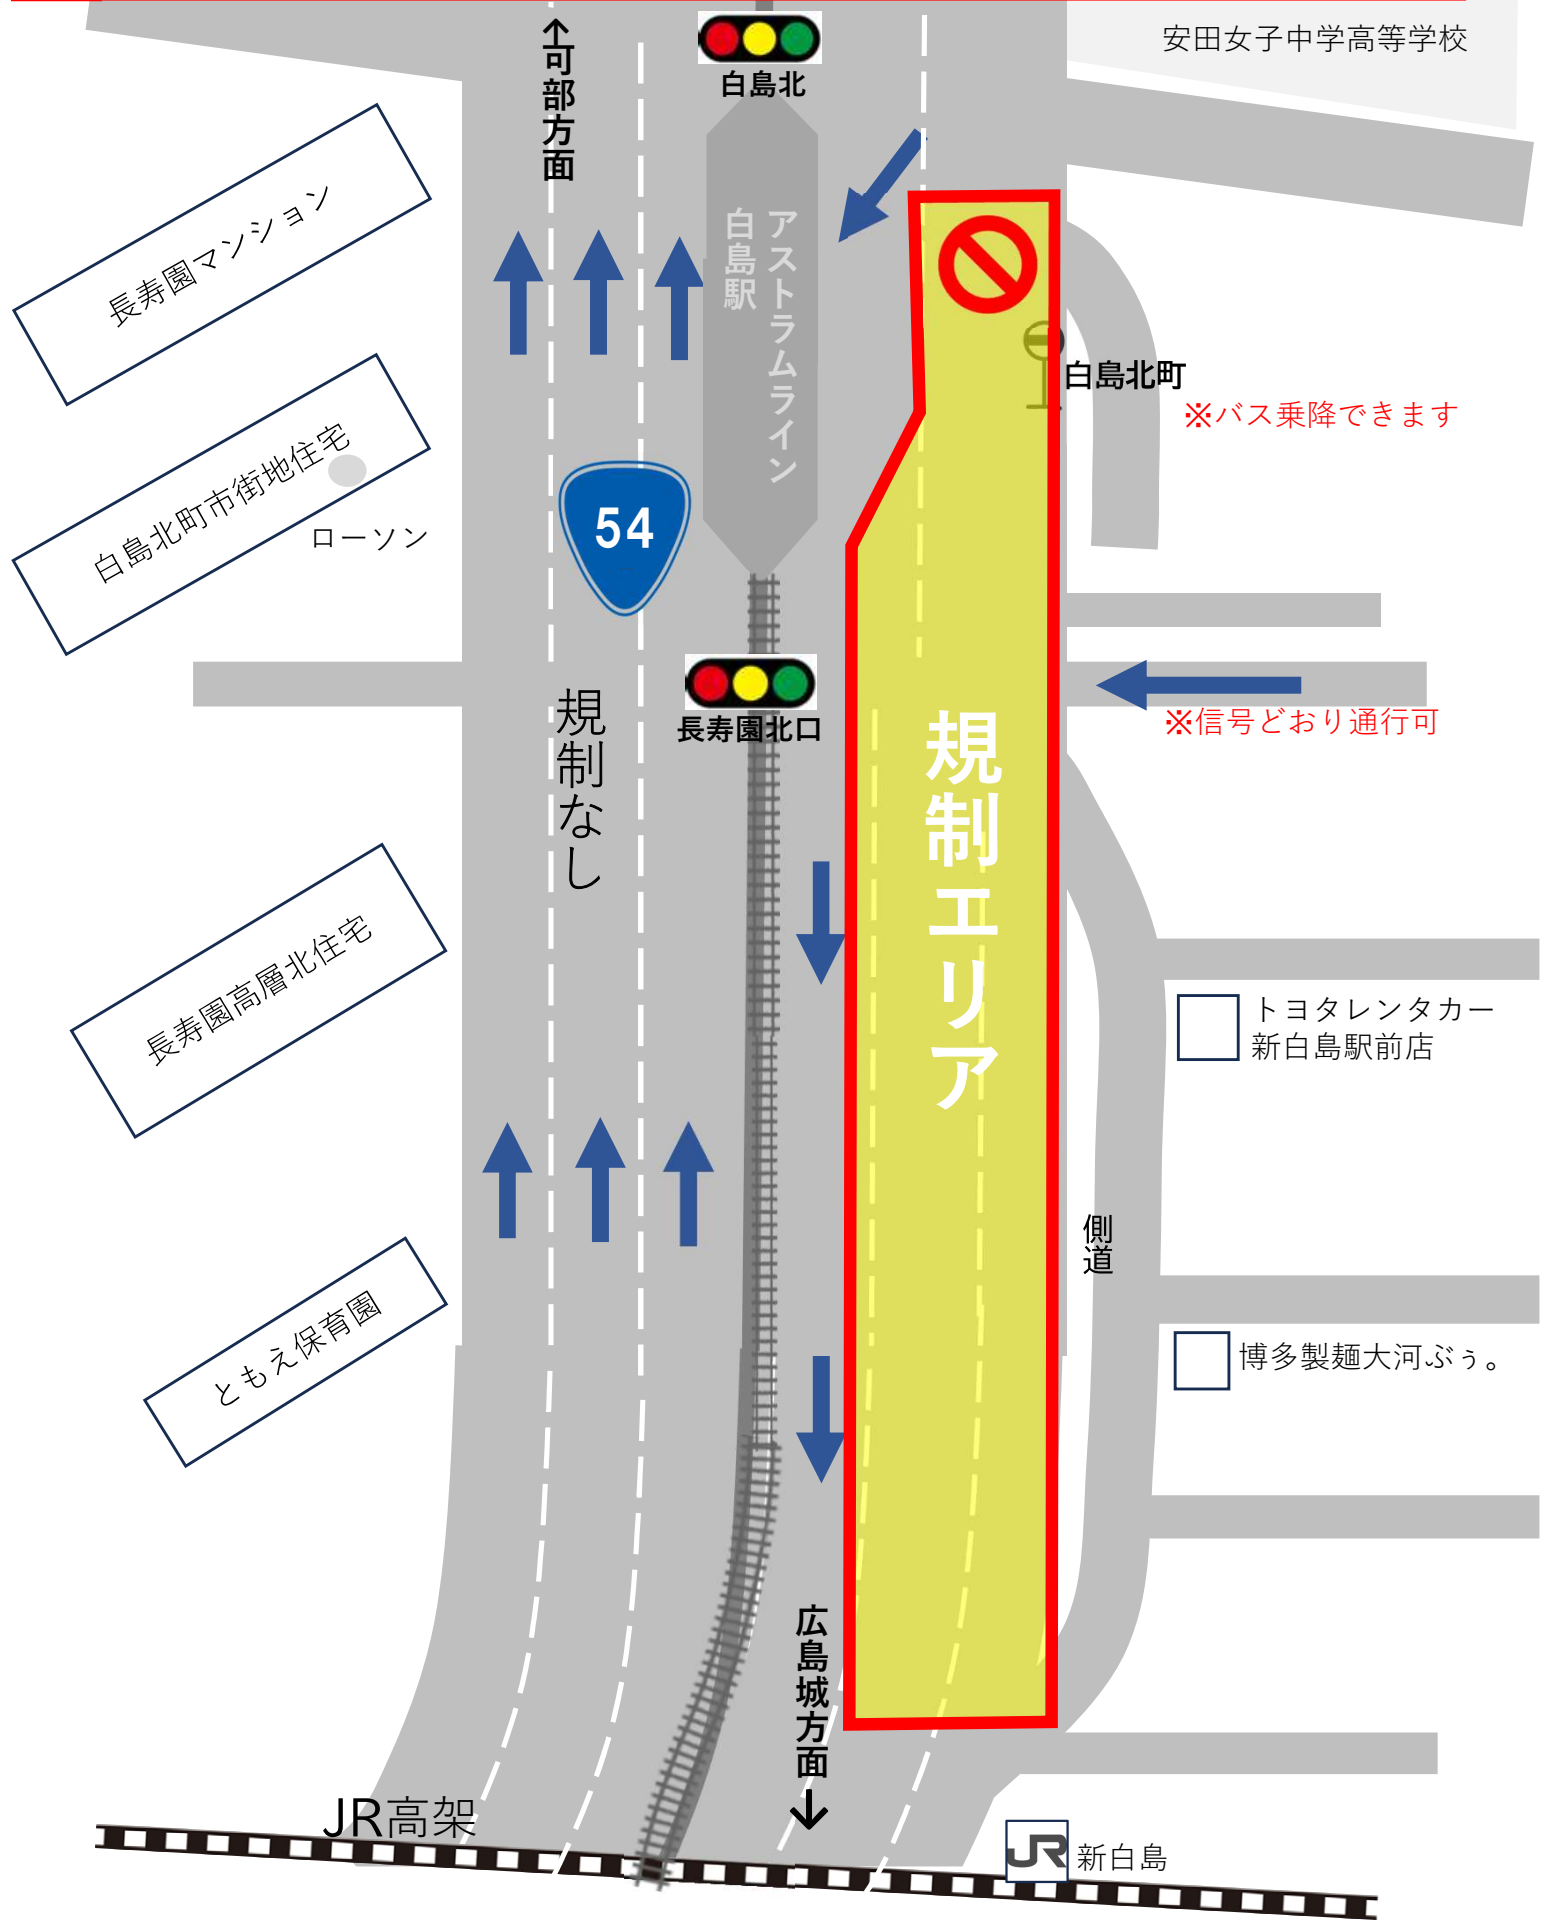 安田女子中学高等学校
↑可部方面
白島北
長寿園マンション
アストラムライン
白島駅
白島北町
※バス乗降できます
白島北町市街地住宅
ローソン
54
長寿園北口
※信号どおり通行可
規制なし
規制エリア
長寿園高層北住宅
トヨタレンタカー
新白島駅前店
側道
ともえ保育園
博多製麺大河ぶぅ。
広島城方面
↓
JR高架
JR
新白島